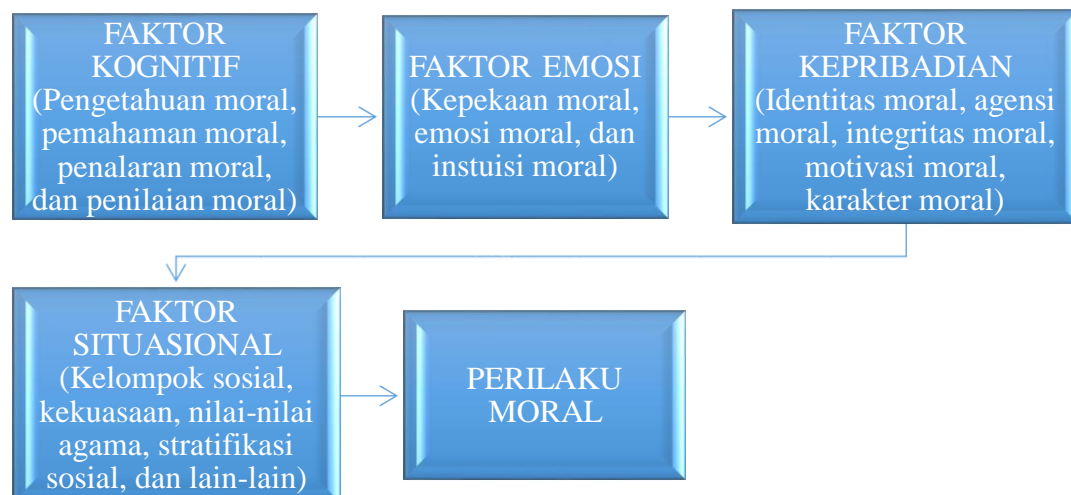 FAKTOR
KOGNITIF
(Pengetahuan moral,
pemahaman moral,
penalaran moral,
dan penilaian moral)
FAKTOR EMOSI
(Kepekaan moral,
emosi moral, dan
instuisi moral)
FAKTOR
KEPRIBADIAN
(Identitas moral, agensi
moral, integritas moral,
motivasi moral,
karakter moral)
FAKTOR
SITUASIONAL
(Kelompok sosial,
kekuasaan, nilai-nilai
agama, stratifikasi
sosial, dan lain-lain)
PERILAKU
MORAL